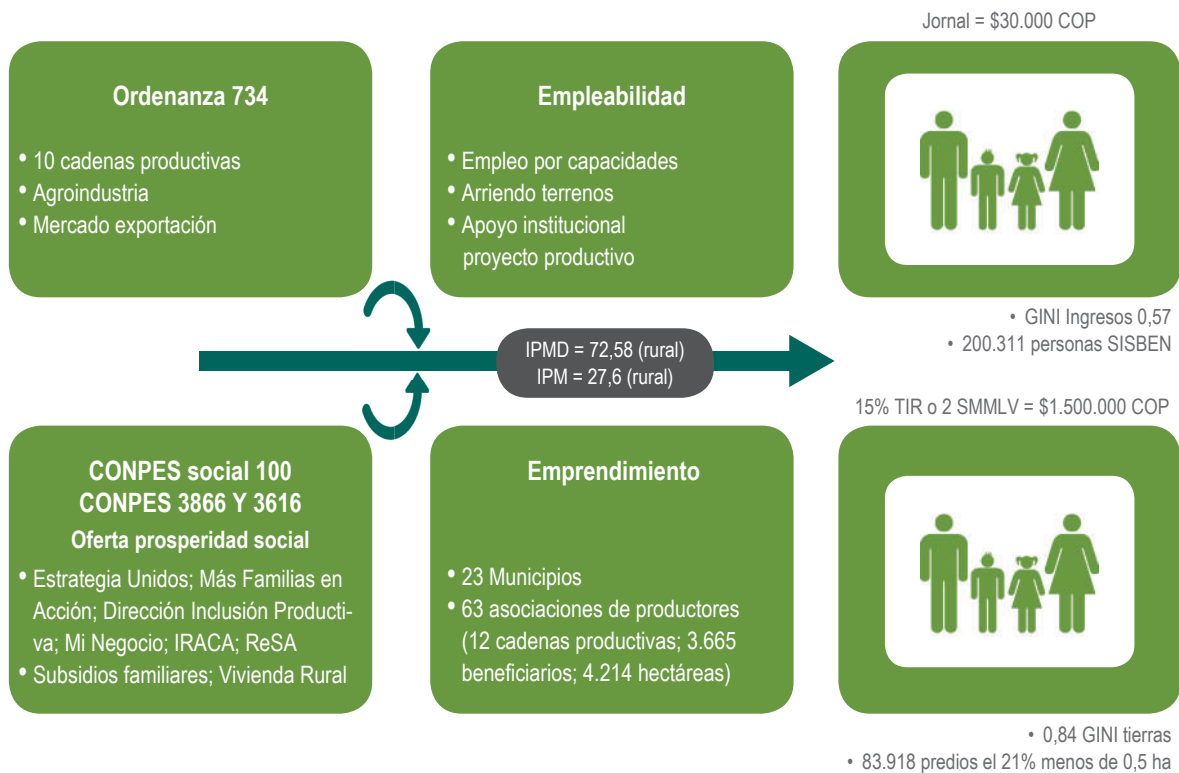 Jornal = $30.000 COP
Ordenanza 734
• 10 cadenas productivas
• Agroindustria
• Mercado exportación
Empleabilidad
• Empleo por capacidades
• Arriendo terrenos
• Apoyo institucional
proyecto productivo
• GINI Ingresos 0,57
• 200.311 personas SISBEN
IPMD = 72,58 (rural)
IPM = 27,6 (rural)
15% TIR o 2 SMMLV = $1.500.000 COP
CONPES social 100
CONPES 3866 Y 3616
Oferta prosperidad social
• Estrategia Unidos; Más Familias en
Acción; Dirección Inclusión Producti-
va; Mi Negocio; IRACA; ReSA
• Subsidios familiares; Vivienda Rural
Emprendimiento
• 23 Municipios
• 63 asociaciones de productores
(12 cadenas productivas; 3.665
beneficiarios; 4.214 hectáreas)
• 0,84 GINI tierras
• 83.918 predios el 21% menos de 0,5 ha